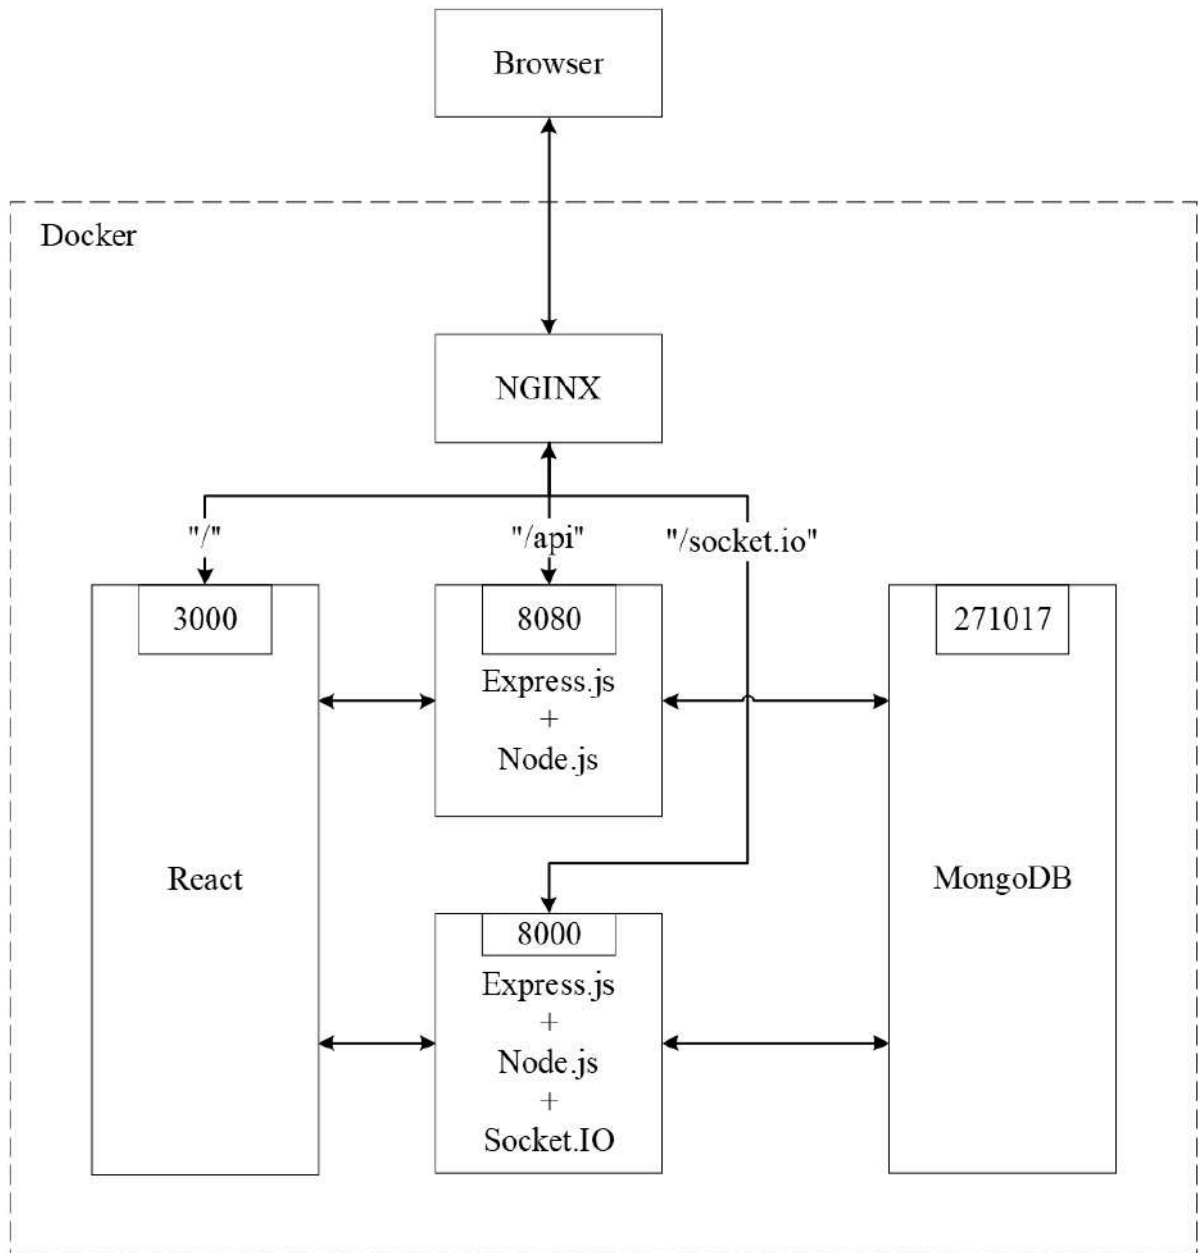 Browser
Docker
NGINX
"/"
"/api"
"/socket.io"
3000
8080
271017
Express.js
+
Node.js
React
MongoDB
8000
Express.js
+
Node.js
+
Socket.IO